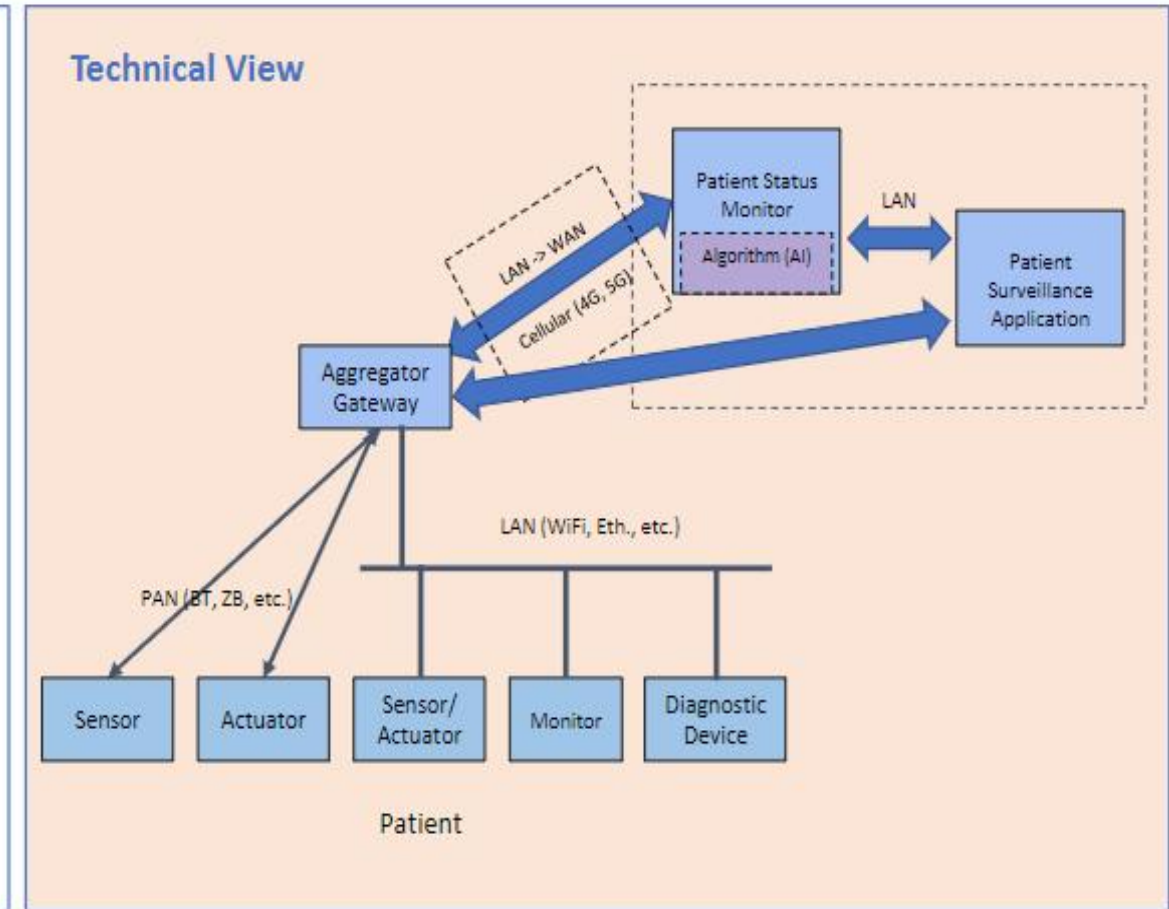 Technical View
Patient Status
Monitor
Algorithm (AI)
LAN
Patient
Surveillance
Application
LAN -> WAN
Cellular (4G, 5G)
Aggregator
Gateway
LAN (WiFi, Eth., etc.)
PAN (BT, ZB, etc.)
Sensor
Actuator
Sensor/
Actuator
Monitor
Diagnostic
Device
Patient